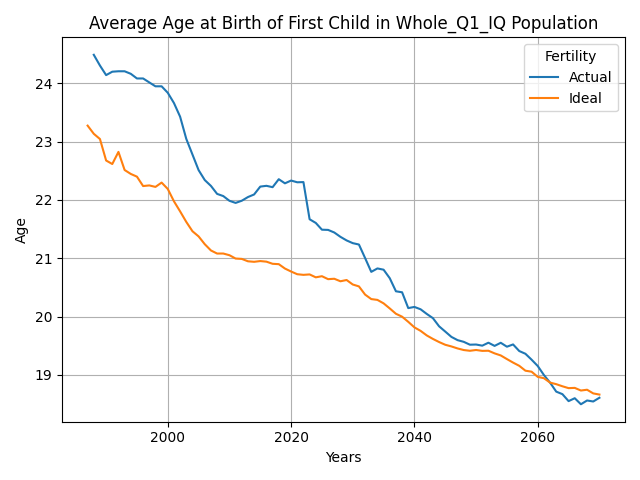 Average Age at Birth of First Child in Whole_Q1_IQ Population
Fertility
Actual
Ideal
Age
24
23
22
21
20
19
2000
2020
2040
2060
Years